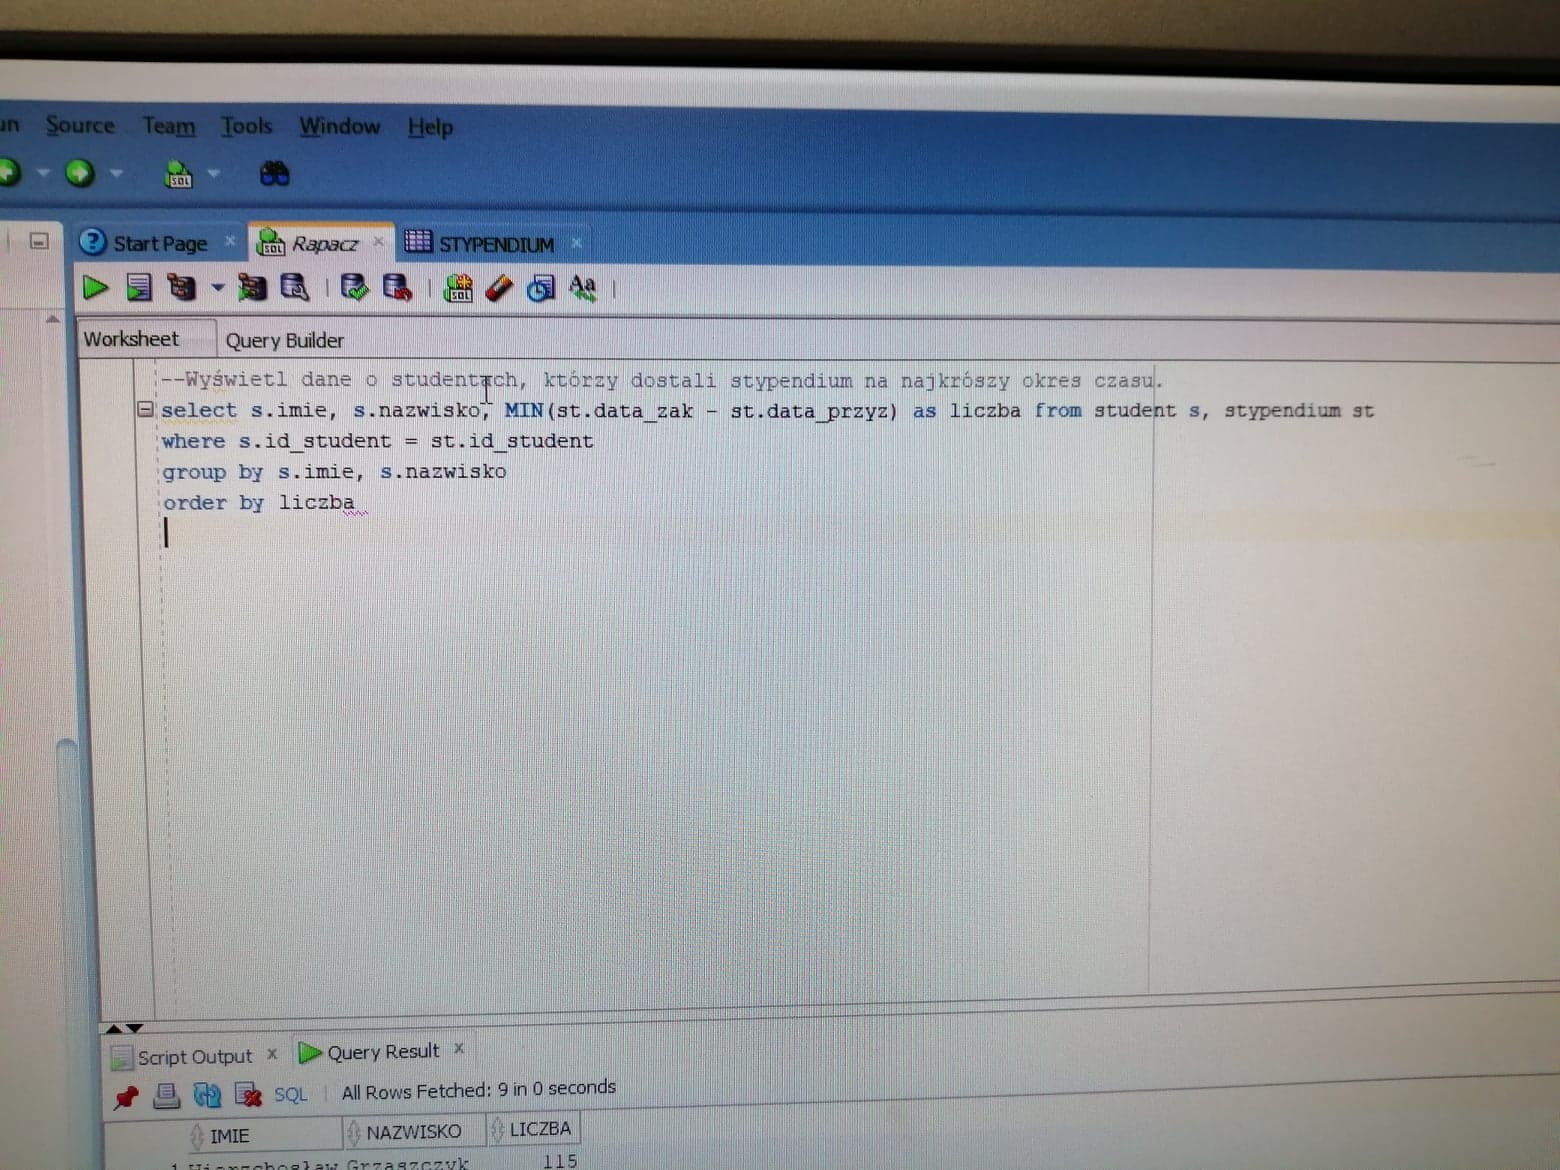 un Source Team Tools Window Help
Start Page Rapacz STYPENDIUM
Worksheet Query Builder
--Wyświetl dane o studentach, którzy dostali stypendium na najkrószy okres czasu.
select s.imie, s.nazwisko, MIN(st.data_zak - st.data_przyz) as liczba from student s, stypendium st
where s.id_student = st.id_student
group by s.imie, s.nazwisko
order by liczba
Script Output Query Result
SQL All Rows Fetched: 9 in 0 seconds
IMIE NAZWISKO LICZBA
1 Grzaszczyk 115